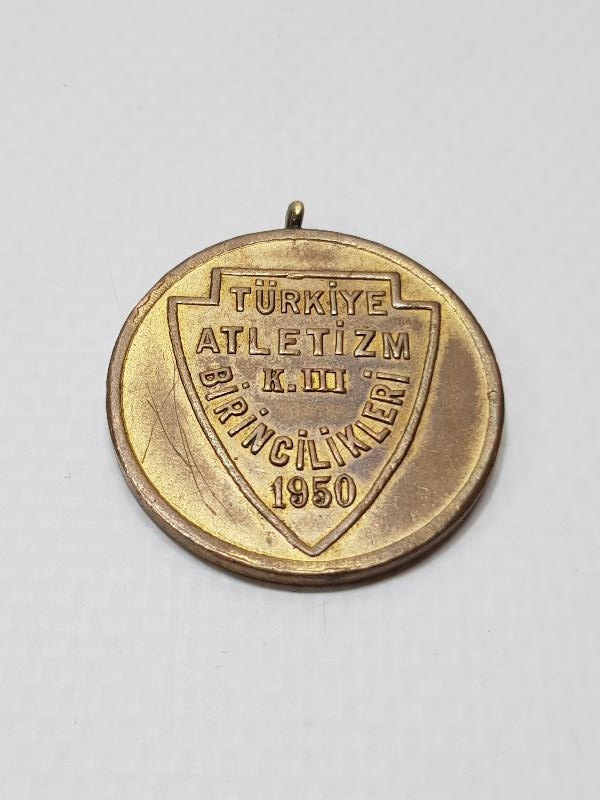 TÜRKİYE
ATLETİZM
K. III
BİRİNCİLİKLERİ
1950